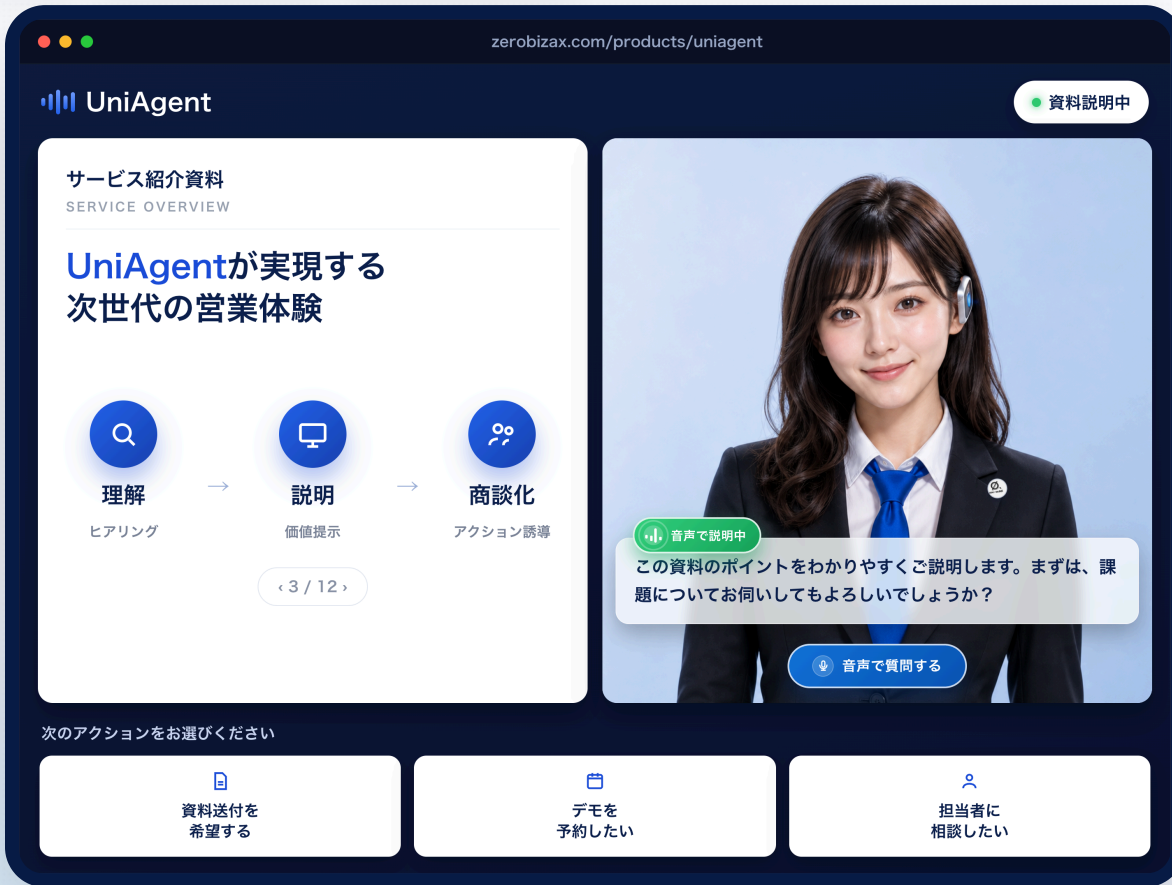 zerobizax.com/products/uniagent
UniAgent
資料説明中
サービス紹介資料
SERVICE OVERVIEW
UniAgentが実現する
次世代の営業体験
理解
ヒアリング
→
説明
価値提示
→
商談化
アクション誘導
‹ 3 / 12 ›
音声で説明中
この資料のポイントをわかりやすくご説明します。まずは、課
題についてお伺いしてもよろしいでしょうか？
音声で質問する
次のアクションをお選びください
資料送付を
希望する
デモを
予約したい
担当者に
相談したい